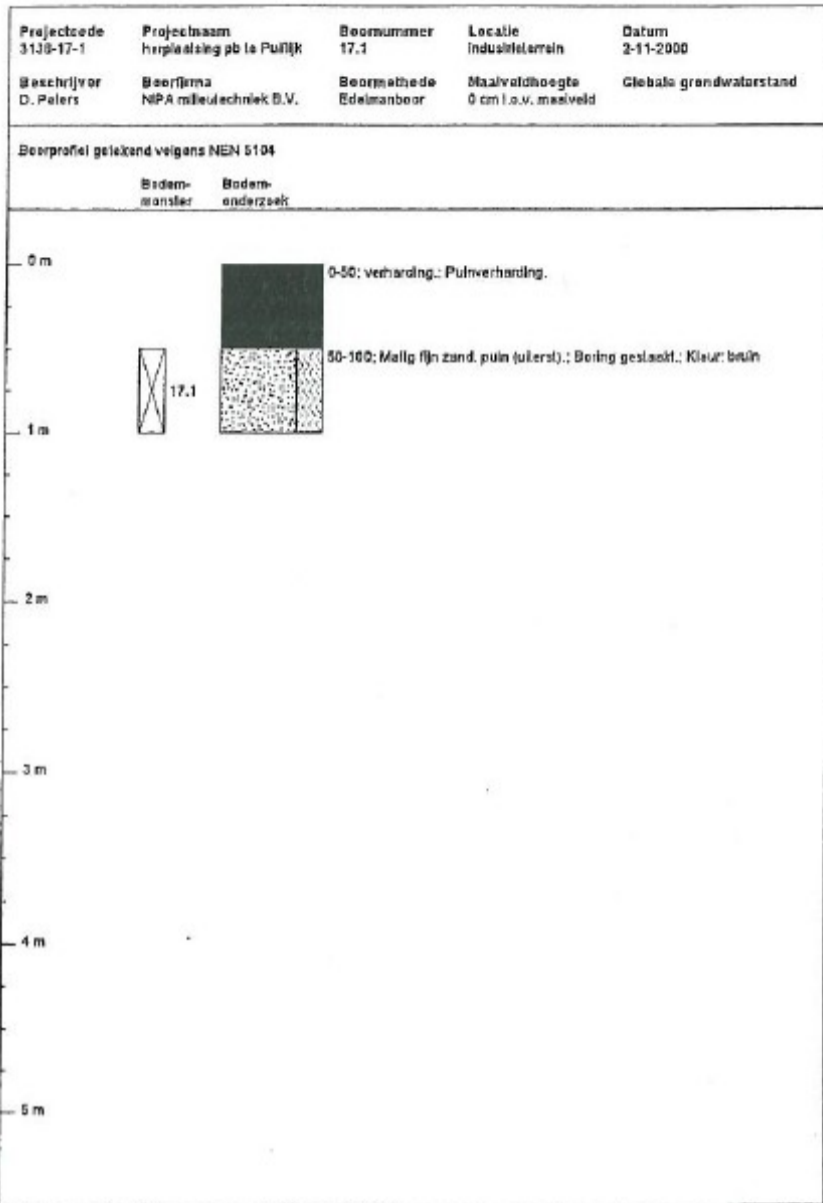 Projectcode Projectnaam Boornummer Locatie Datum
3138-17-1 herplaatsing pb te Puiflijk 17.1 industrieterrein 2-11-2000
Beschrijver Boorfirma Boormethode Maaiveldhoogte Globale grondwaterstand
D. Peters NIPA milieutechniek B.V. Edelmanboor 0 cm t.o.v. maaiveld
Boorprofiel getekend volgens NEN 5104
Bodem- Bodem-
monster onderzoek
0 m
0-50; verharding.; Puinverharding.
50-100; Matig fijn zand. puin (uiterst).; Boring gestaakt.; Kleur: bruin
17.1
1 m
2 m
3 m
4 m
5 m